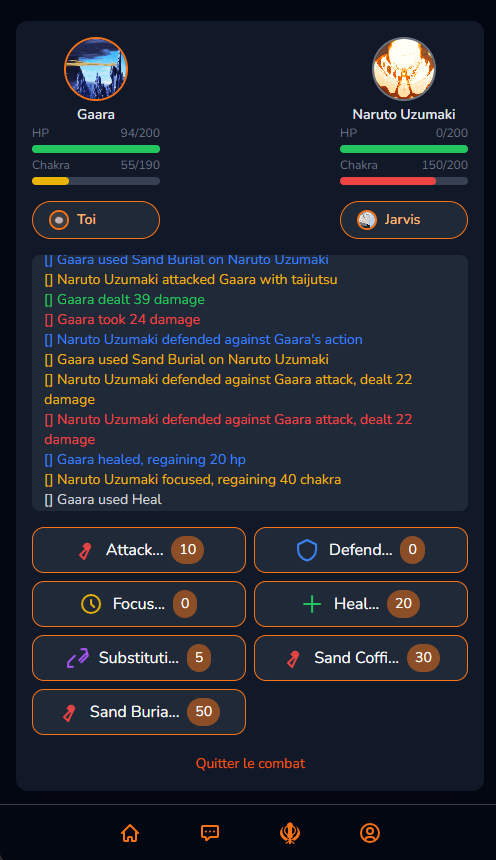 Gaara
Naruto Uzumaki
HP 94/200
HP 0/200
Chakra 55/190
Chakra 150/200
Toi
Jarvis
[] Gaara used Sand Burial on Naruto Uzumaki
[] Naruto Uzumaki attacked Gaara with taijutsu
[] Gaara dealt 39 damage
[] Gaara took 24 damage
[] Naruto Uzumaki defended against Gaara's action
[] Gaara used Sand Burial on Naruto Uzumaki
[] Naruto Uzumaki defended against Gaara attack, dealt 22
damage
[] Naruto Uzumaki defended against Gaara attack, dealt 22
damage
[] Gaara healed, regaining 20 hp
[] Naruto Uzumaki focused, regaining 40 chakra
[] Gaara used Heal
Attack... 10
Defend... 0
Focus... 0
Heal... 20
Substituti... 5
Sand Coffi... 30
Sand Buria... 50
Quitter le combat